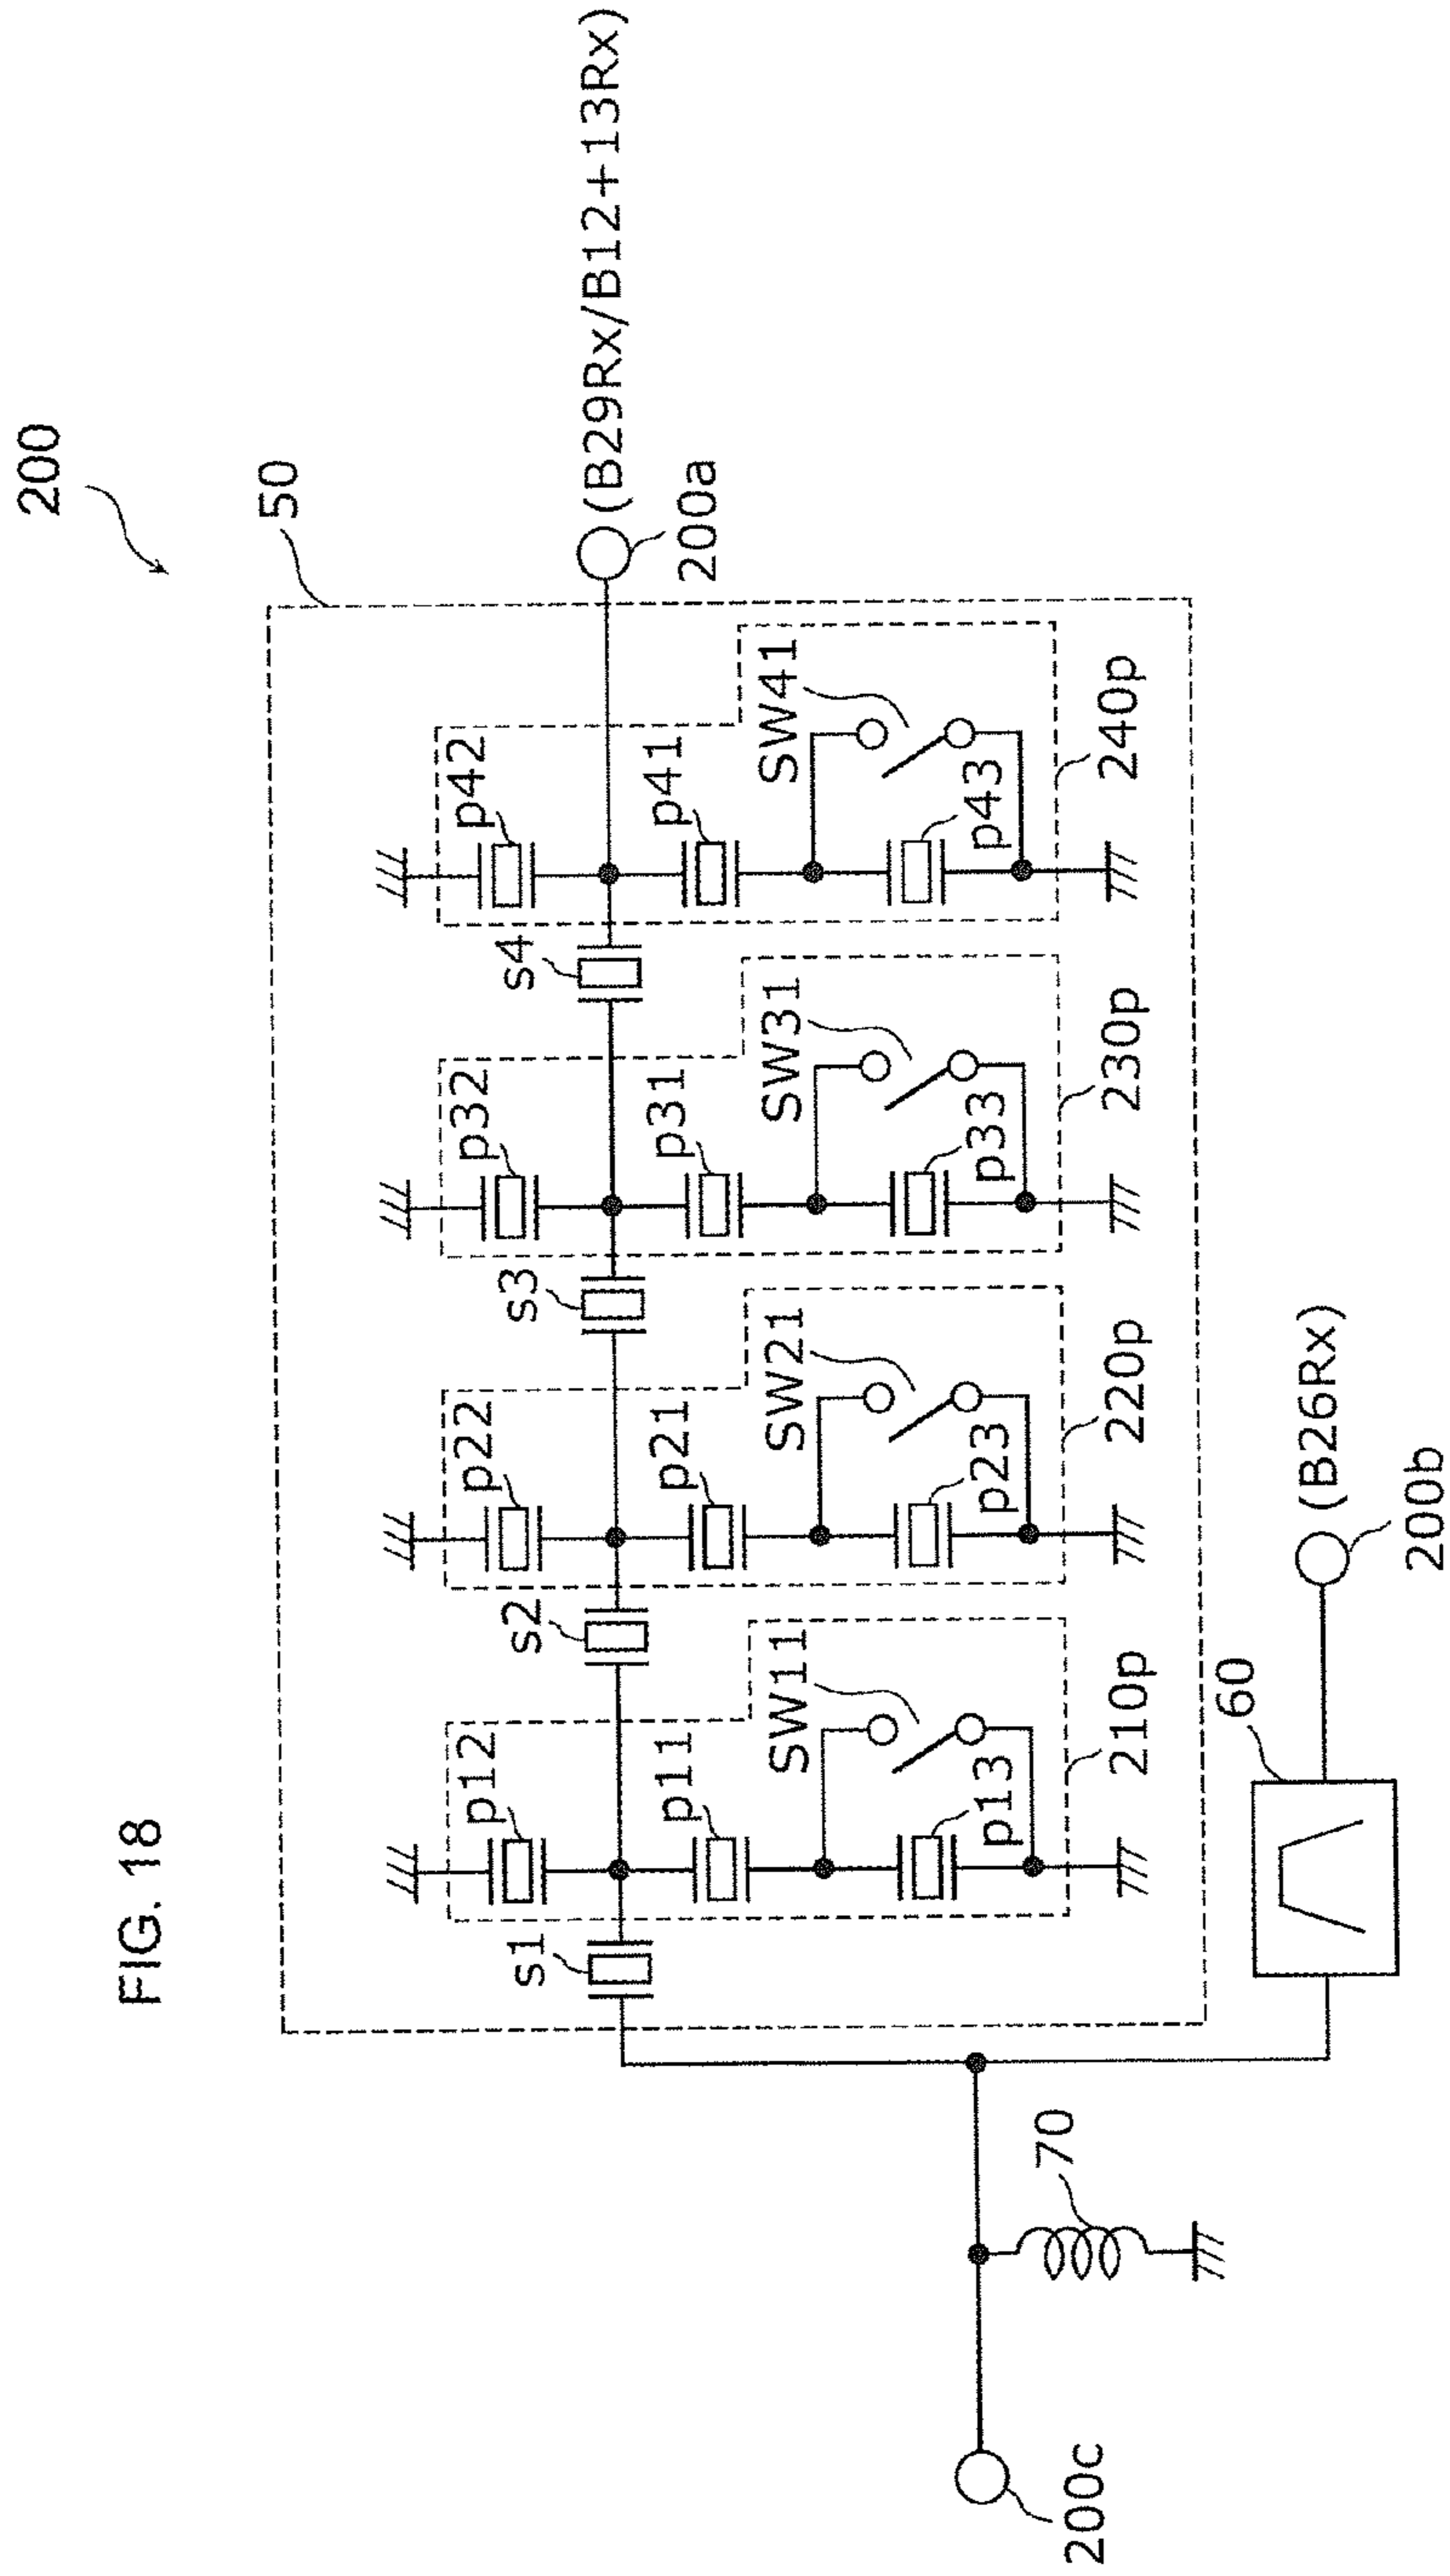 FIG. 18
200
50
p12
p22
p32
p42
s1
s2
s3
s4
(B29Rx/B12+13Rx)
200a
p11
p21
p31
p41
SW11
SW21
SW31
SW41
p13
p23
p33
p43
210p
220p
230p
240p
200c
70
60
(B26Rx)
200b